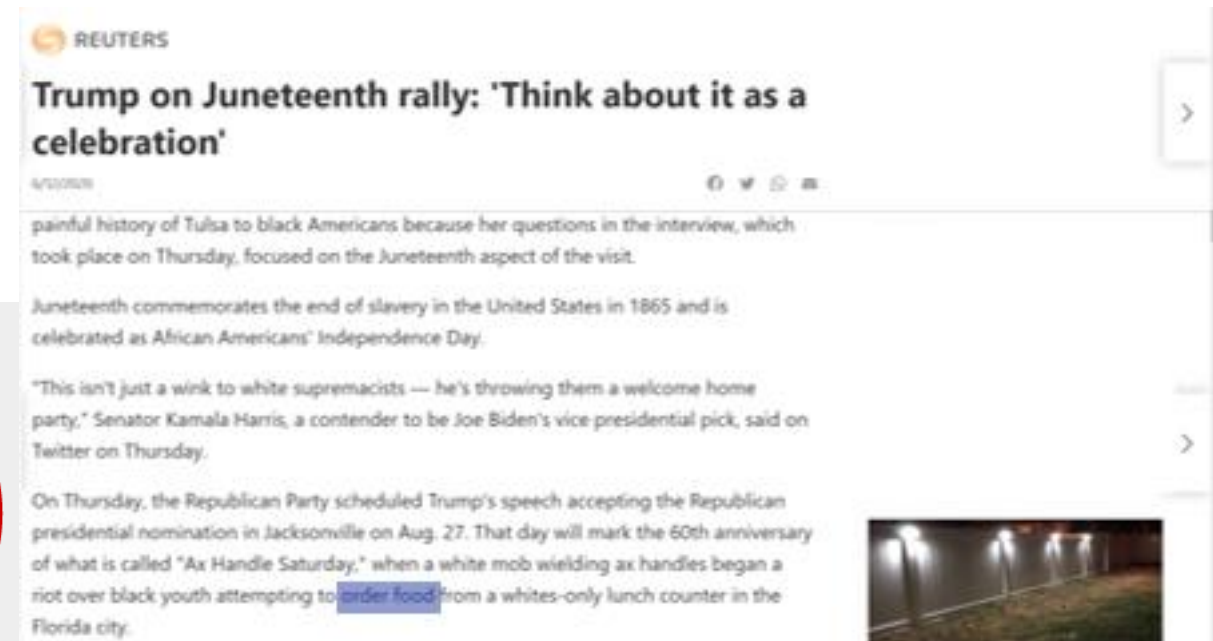 REUTERS
Trump on Juneteenth rally: 'Think about it as a
celebration'
painful history of Tulsa to black Americans because her questions in the interview, which
took place on Thursday, focused on the Juneteenth aspect of the visit.
Juneteenth commemorates the end of slavery in the United States in 1865 and is
celebrated as African Americans' Independence Day.
"This isn't just a wink to white supremacists — he's throwing them a welcome home
party," Senator Kamala Harris, a contender to be Joe Biden's vice presidential pick, said on
Twitter on Thursday.
On Thursday, the Republican Party scheduled Trump's speech accepting the Republican
presidential nomination in Jacksonville on Aug. 27. That day will mark the 60th anniversary
of what is called "Ax Handle Saturday," when a white mob wielding ax handles began a
riot over black youth attempting to order food from a whites-only lunch counter in the
Florida city.